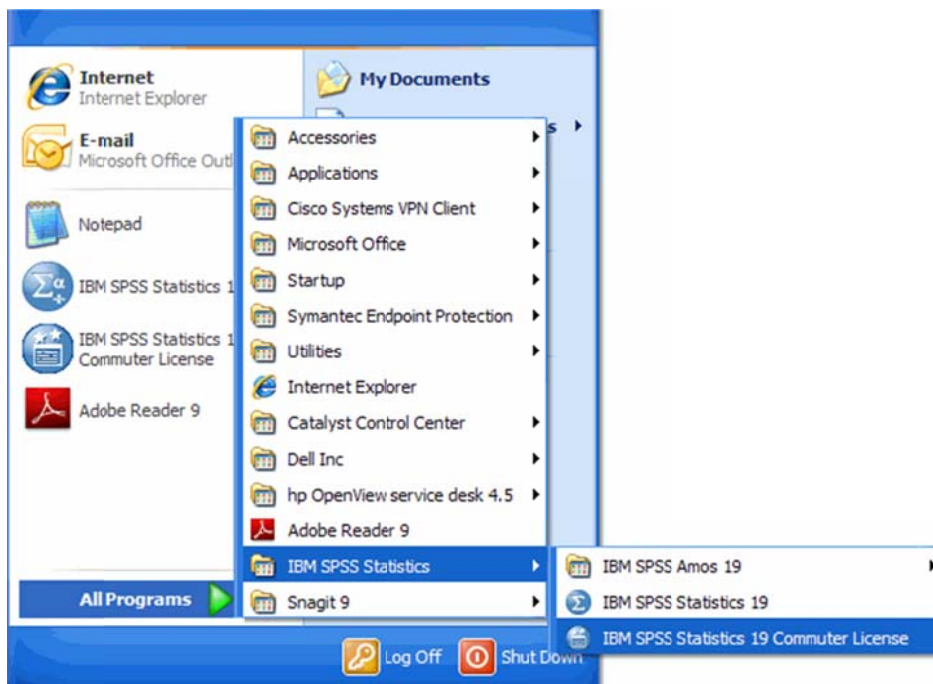 Internet
Internet Explorer
E-mail
Microsoft Office Outl
Notepad
IBM SPSS Statistics 1
IBM SPSS Statistics 1
Commuter License
Adobe Reader 9
All Programs
My Documents
s
Accessories
Applications
Cisco Systems VPN Client
Microsoft Office
Startup
Symantec Endpoint Protection
Utilities
Internet Explorer
Catalyst Control Center
Dell Inc
hp OpenView service desk 4.5
Adobe Reader 9
IBM SPSS Statistics
Snagit 9
IBM SPSS Amos 19
IBM SPSS Statistics 19
IBM SPSS Statistics 19 Commuter License
Log Off
Shut Down